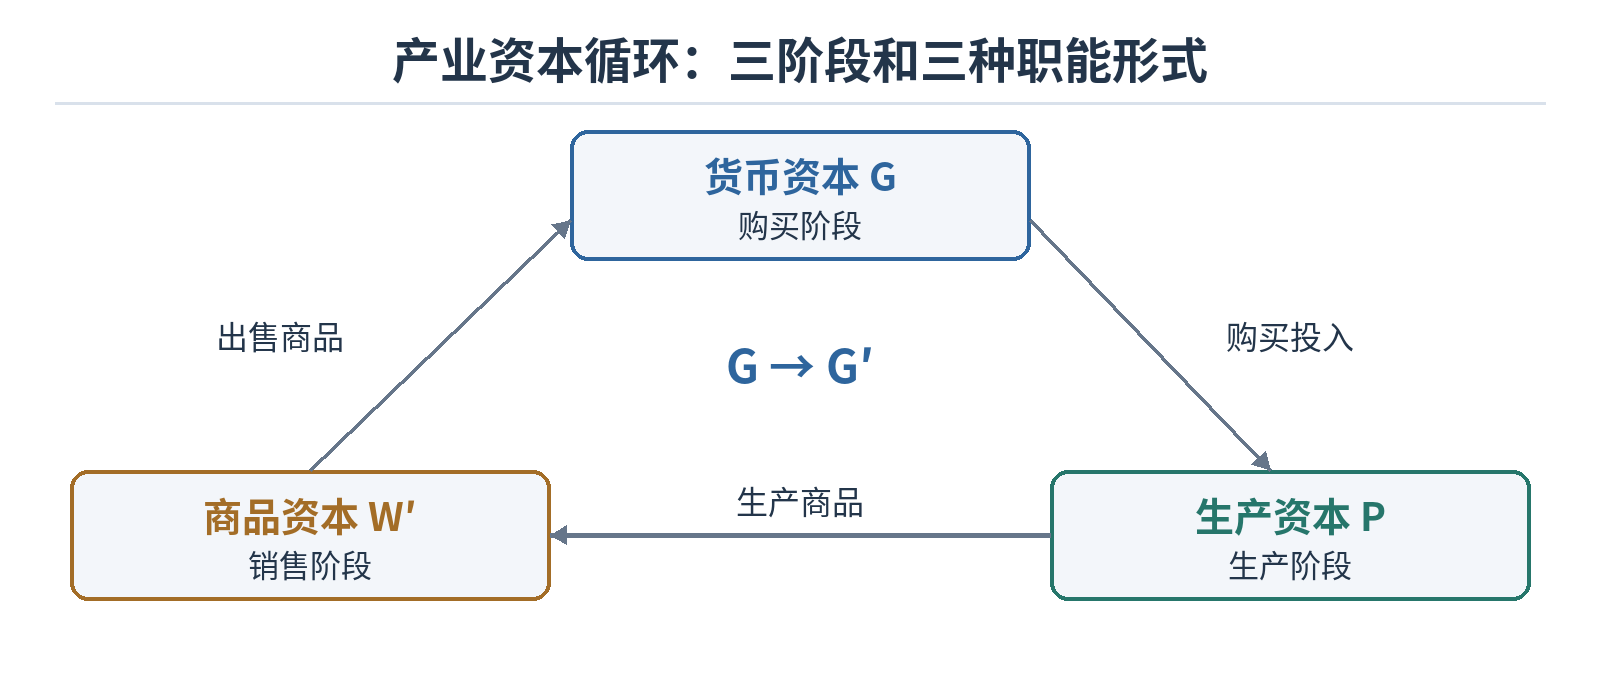 产业资本循环：三阶段和三种职能形式
货币资本 G
购买阶段
出售商品
购买投入
G → G′
生产商品
商品资本 W′
销售阶段
生产资本 P
生产阶段